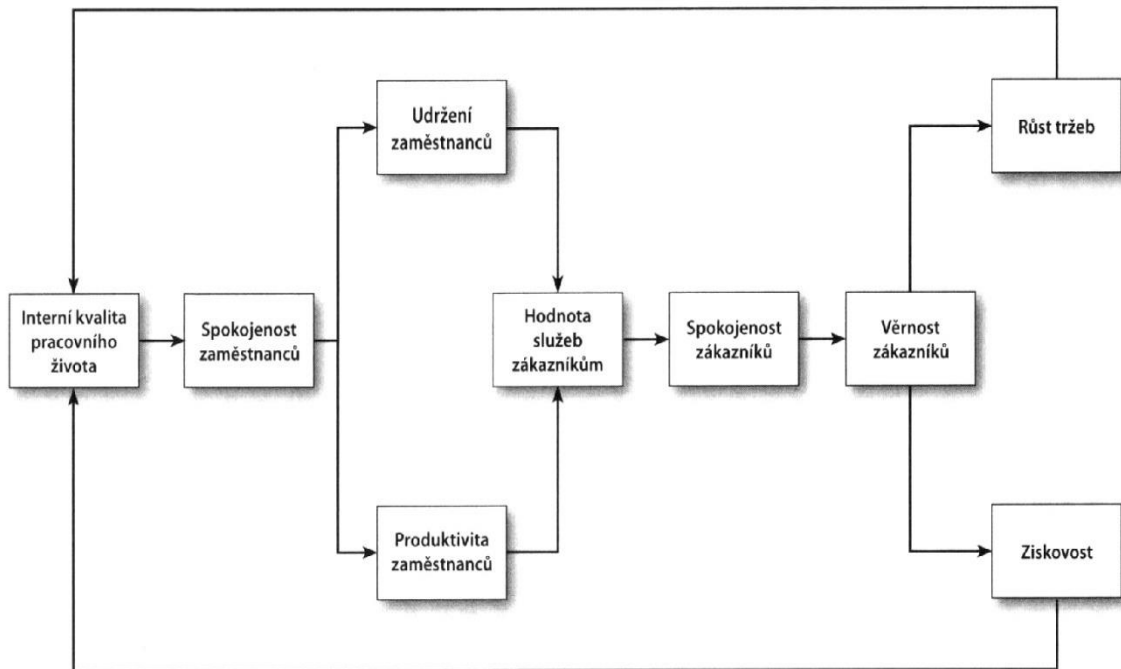 Udržení
zaměstnanců
Růst tržeb
Interní kvalita
pracovního
života
Spokojenost
zaměstnanců
Hodnota
služeb
zákazníkům
Spokojenost
zákazníků
Věrnost
zákazníků
Produktivita
zaměstnanců
Ziskovost